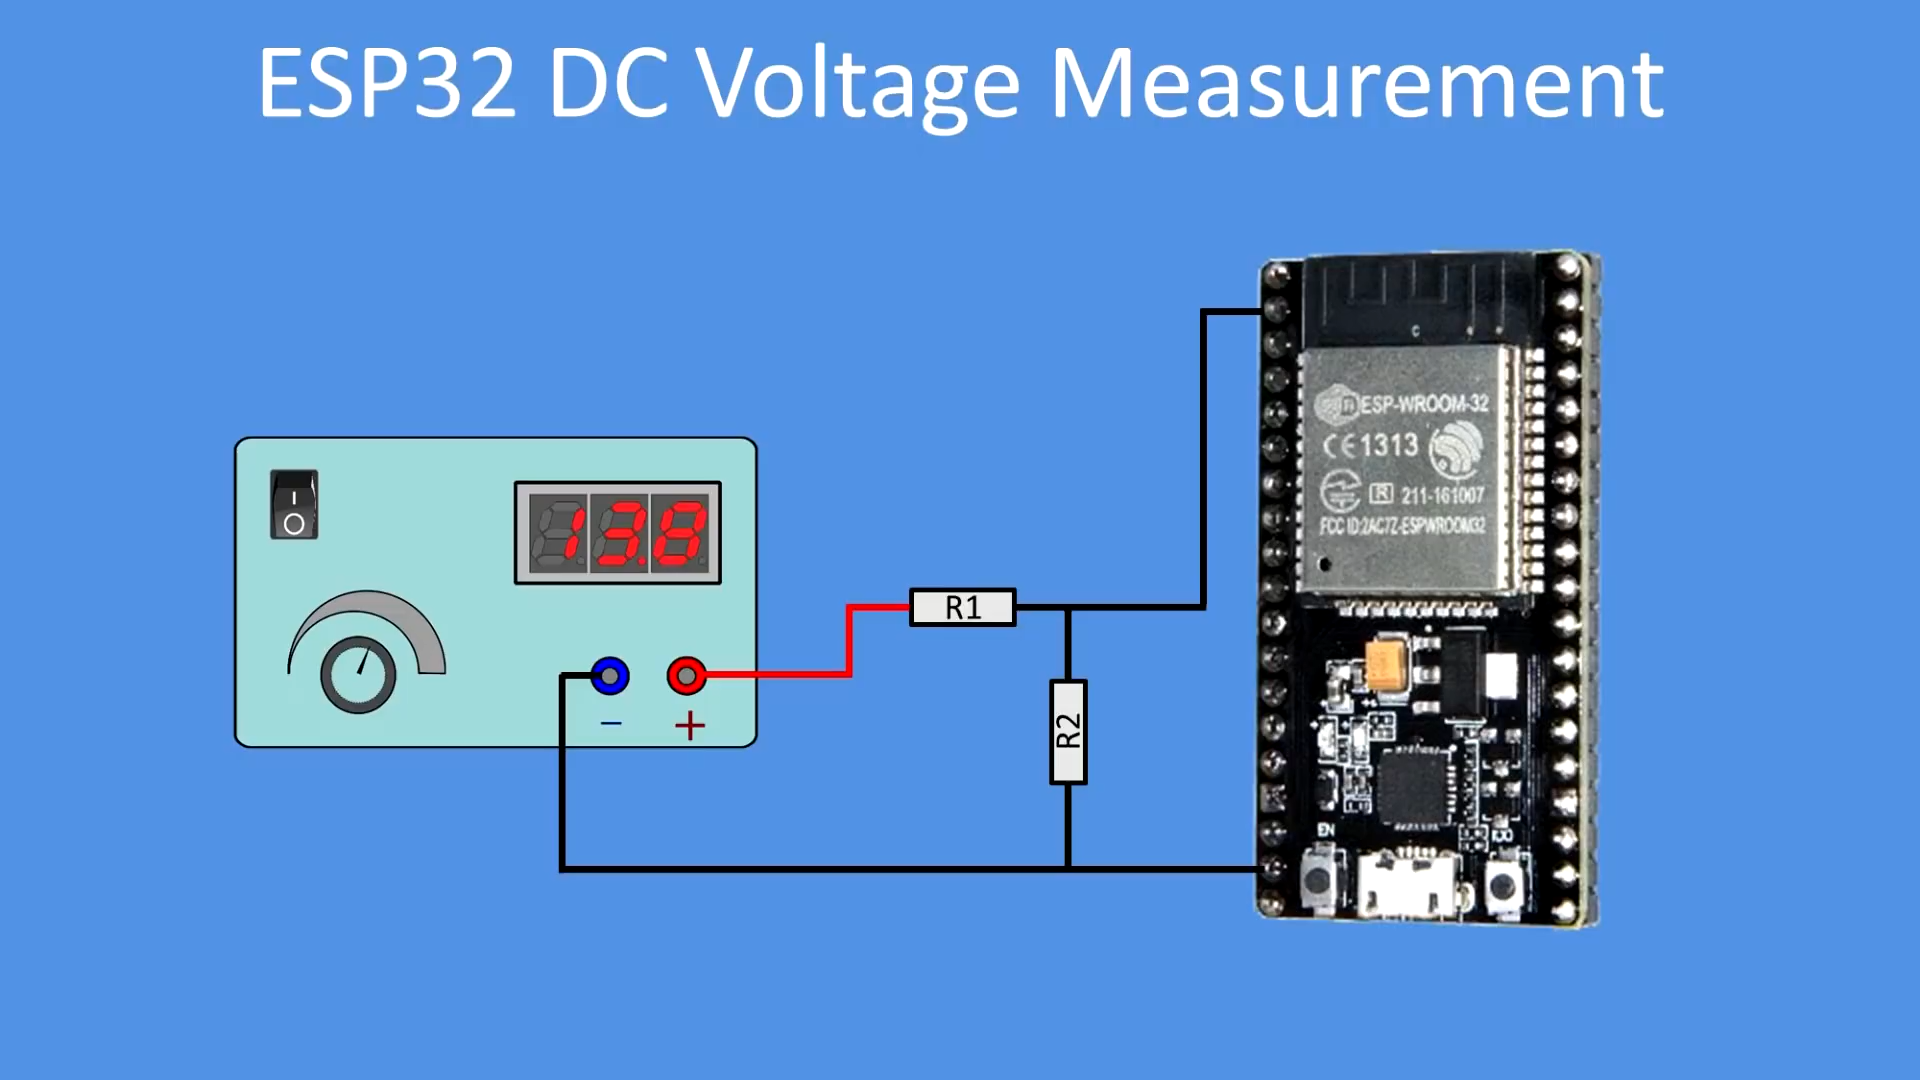 ESP32 DC Voltage Measurement
ESP-WROOM-32
CE1313
R 211-161007
FCC ID:2AC7Z-ESPWROOM32
I
O
13.8
R1
− +
R2
EN